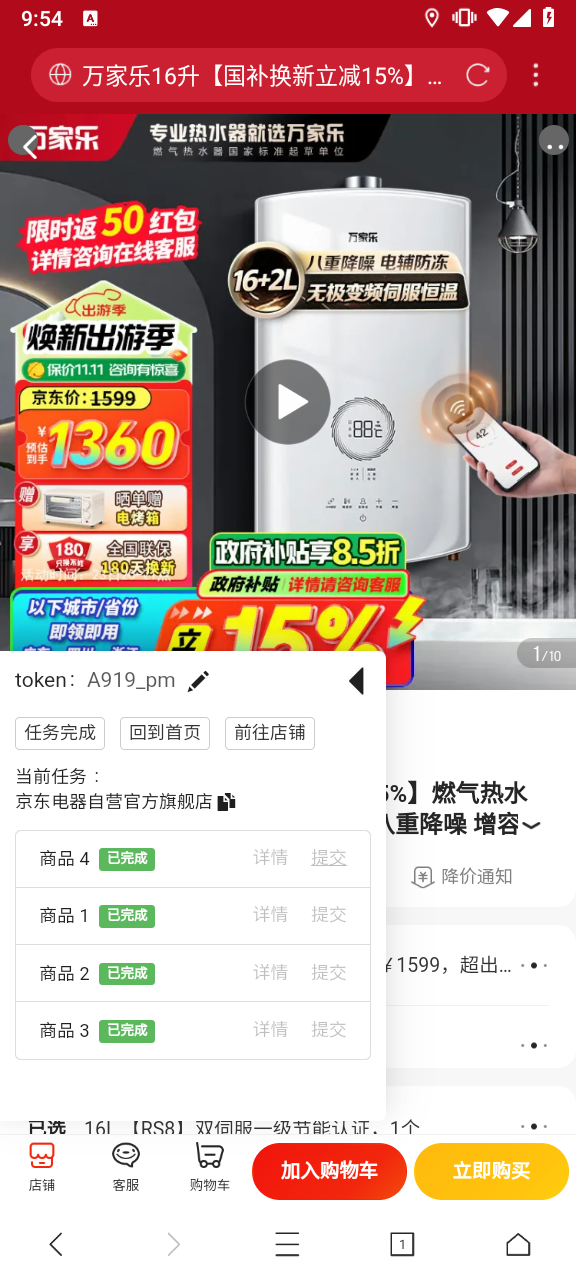 9:54
A
万家乐16升【国补换新立减15%】...
万家乐
专业热水器就选万家乐
燃气热水器国家标准起草单位
限时返50红包
详情咨询在线客服
万家乐
八重降噪 电辅防冻
16+2L
无极变频伺服恒温
出游季
焕新出游季
保价11.11 咨询有惊喜
京东价：1599
￥
预估
到手
1360
88℃
42
赠
晒单赠
电烤箱
享
180
只换不修
全国联保
180天换新
政府补贴享8.5折
政府补贴 详情请咨询客服
以下城市/省份
即领即用
立
15%
1/10
token： A919_pm
任务完成
回到首页
前往店铺
当前任务：
京东电器自营官方旗舰店
5%】燃气热水
八重降噪 增容
商品 4 已完成 详情 提交
降价通知
商品 1 已完成 详情 提交
商品 2 已完成 详情 提交
￥1599，超出...
商品 3 已完成 详情 提交
已选 16L【RS8】双伺服一级节能认证，1个
店铺
客服
购物车
加入购物车
立即购买
1